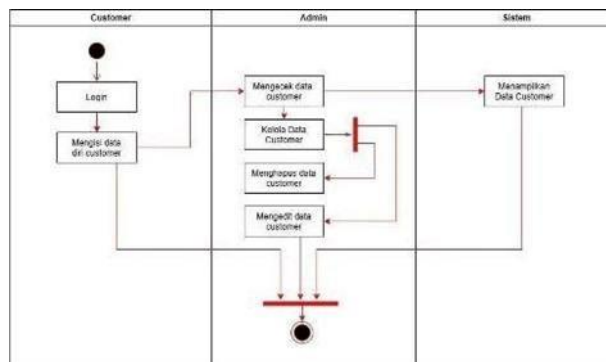 Customer
Admin
Sistem
Login
Mengisi data
diri customer
Mengecek data
customer
Kelola Data
Customer
Menghapus data
customer
Mengedit data
customer
Menampilkan
Data Customer